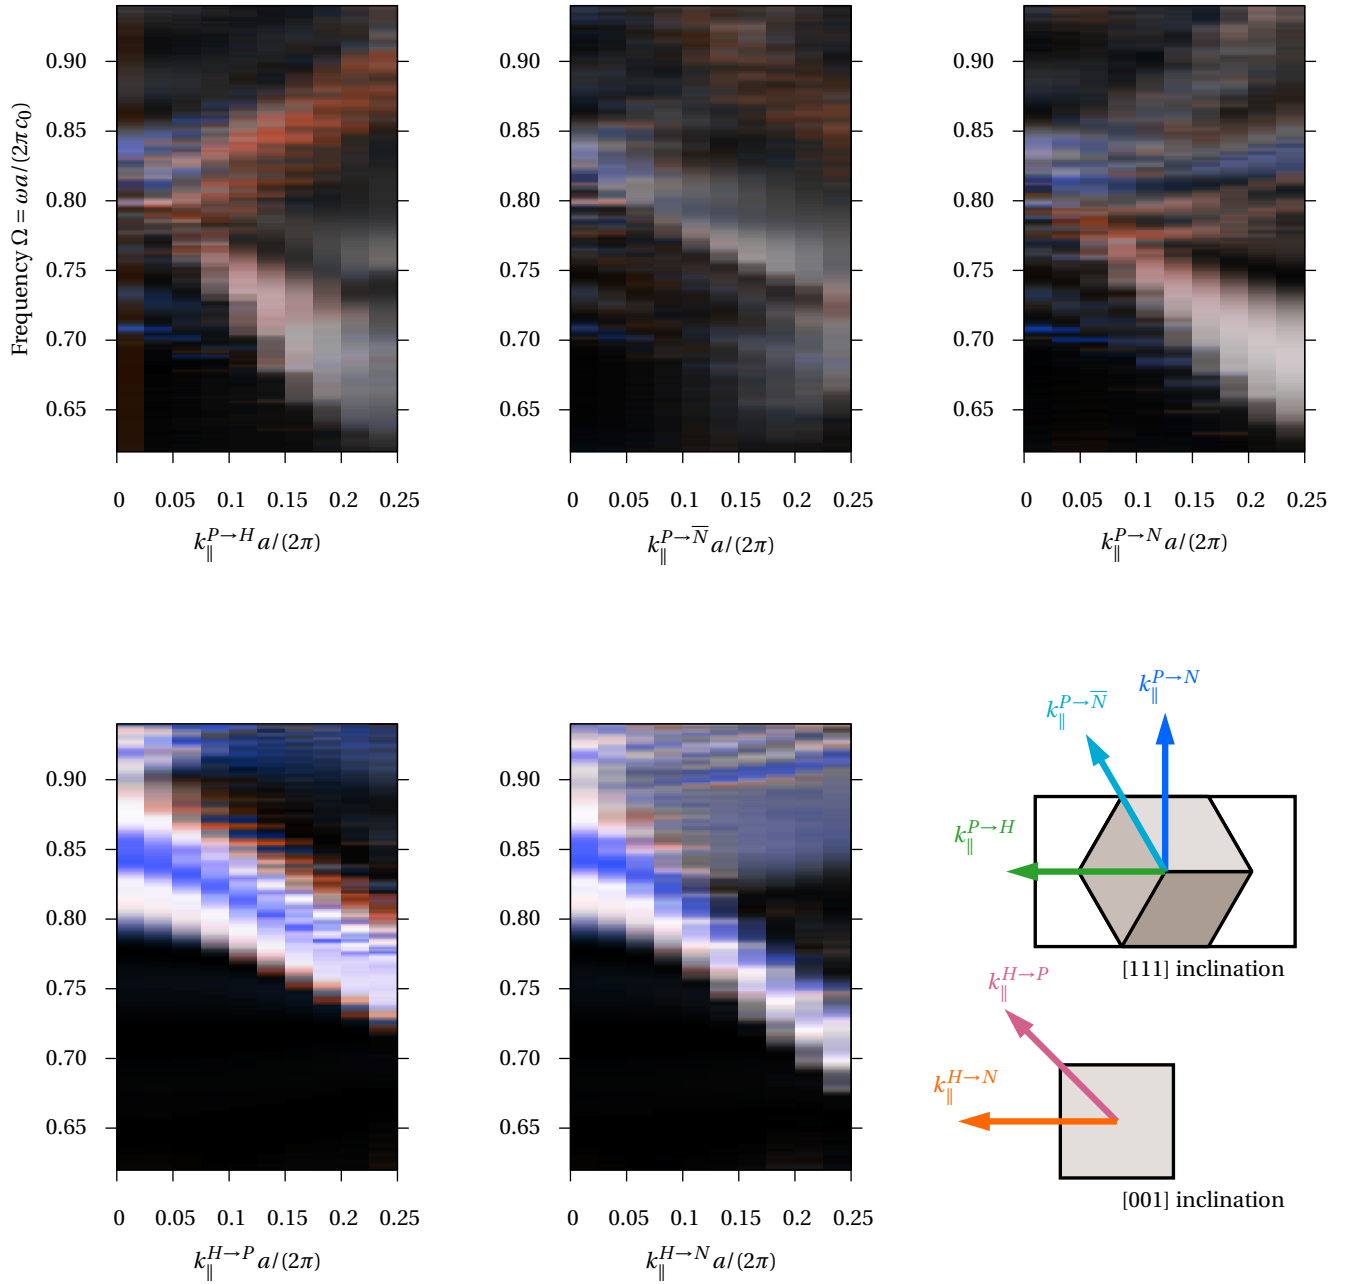 Frequency Ω = ωa/(2πc₀)
0.90 0.90 0.90
0.85 0.85 0.85
0.80 0.80 0.80
0.75 0.75 0.75
0.70 0.70 0.70
0.65 0.65 0.65
0 0.05 0.1 0.15 0.2 0.25 0 0.05 0.1 0.15 0.2 0.25 0 0.05 0.1 0.15 0.2 0.25
k∥^{P→H} a/(2π) k∥^{P→N̅} a/(2π) k∥^{P→N} a/(2π)
k∥^{P→N}
k∥^{P→N̅}
k∥^{P→H}
[111] inclination
k∥^{H→P}
k∥^{H→N}
[001] inclination
0.90 0.90
0.85 0.85
0.80 0.80
0.75 0.75
0.70 0.70
0.65 0.65
0 0.05 0.1 0.15 0.2 0.25 0 0.05 0.1 0.15 0.2 0.25
k∥^{H→P} a/(2π) k∥^{H→N} a/(2π)